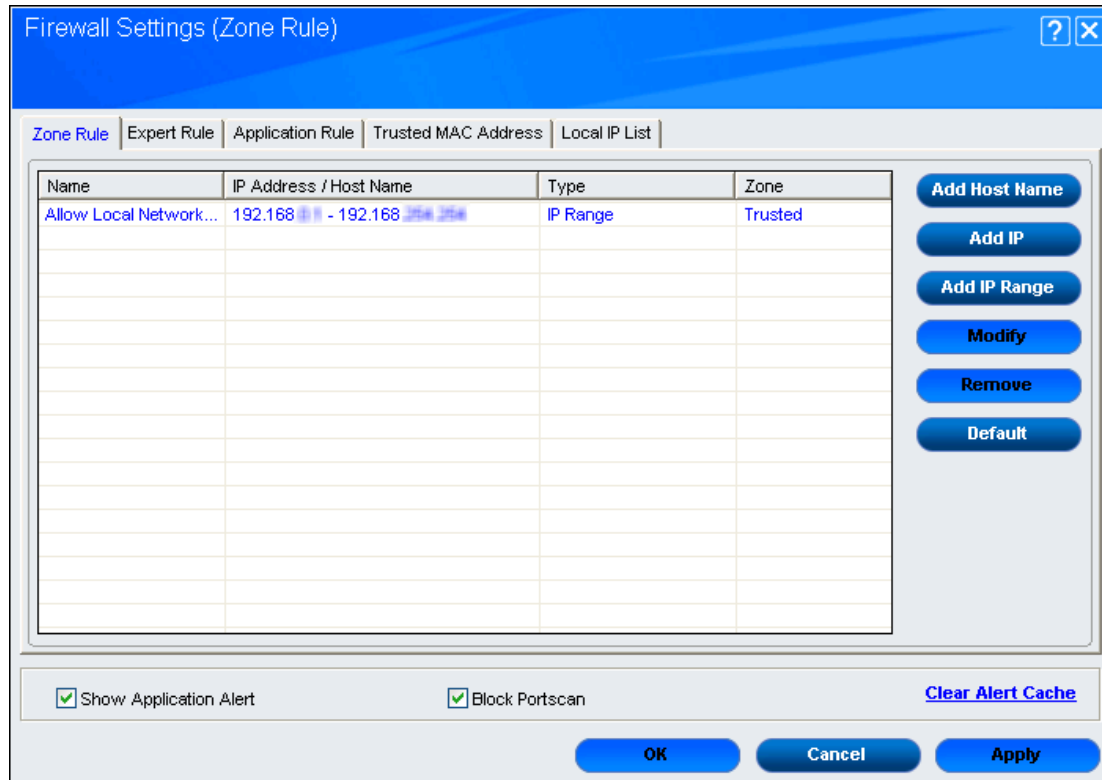 Firewall Settings (Zone Rule)
Zone Rule Expert Rule Application Rule Trusted MAC Address Local IP List
Name IP Address / Host Name Type Zone
Allow Local Network... 192.168 - 192.168 IP Range Trusted
Add Host Name
Add IP
Add IP Range
Modify
Remove
Default
Show Application Alert Block Portscan Clear Alert Cache
OK Cancel Apply